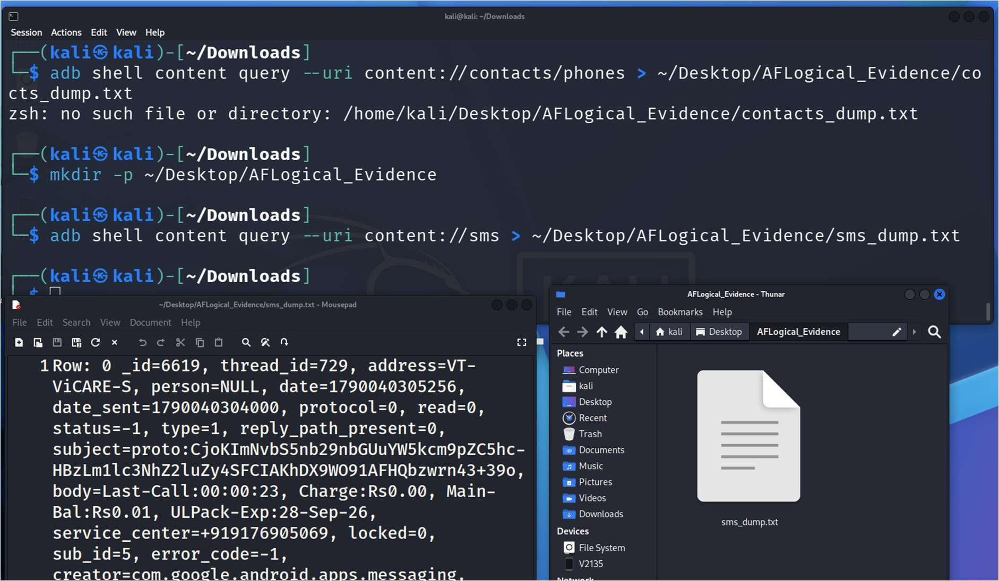 kali@kali: ~/Downloads
Session Actions Edit View Help
┌──(kali㉿kali)-[~/Downloads]
└─$ adb shell content query --uri content://contacts/phones > ~/Desktop/AFLogical_Evidence/co
cts_dump.txt
zsh: no such file or directory: /home/kali/Desktop/AFLogical_Evidence/contacts_dump.txt
┌──(kali㉿kali)-[~/Downloads]
└─$ mkdir -p ~/Desktop/AFLogical_Evidence
┌──(kali㉿kali)-[~/Downloads]
└─$ adb shell content query --uri content://sms > ~/Desktop/AFLogical_Evidence/sms_dump.txt
┌──(kali㉿kali)-[~/Downloads]
└─$
KALI
~/Desktop/AFLogical_Evidence/sms_dump.txt - Mousepad
File Edit Search View Document Help
1 Row: 0 _id=6619, thread_id=729, address=VT-
ViCARE-S, person=NULL, date=1790040305256,
date_sent=1790040304000, protocol=0, read=0,
status=-1, type=1, reply_path_present=0,
subject=proto:CjoKImNvbS5nb29nbGUuYW5kcm9pZC5hc-
HBzLm1lc3NhZ2luZy4SFCIAKhDX9WO91AFHQbzwrn43+39o,
body=Last-Call:00:00:23, Charge:Rs0.00, Main-
Bal:Rs0.01, ULPack-Exp:28-Sep-26,
service_center=+919176905069, locked=0,
sub_id=5, error_code=-1,
creator=com.google.android.apps.messaging,
AFLogical_Evidence - Thunar
File Edit View Go Bookmarks Help
kali Desktop AFLogical_Evidence
Places
Computer
kali
Desktop
Recent
Trash
Documents
Music
Pictures
Videos
Downloads
Devices
File System
V2135
Network
sms_dump.txt